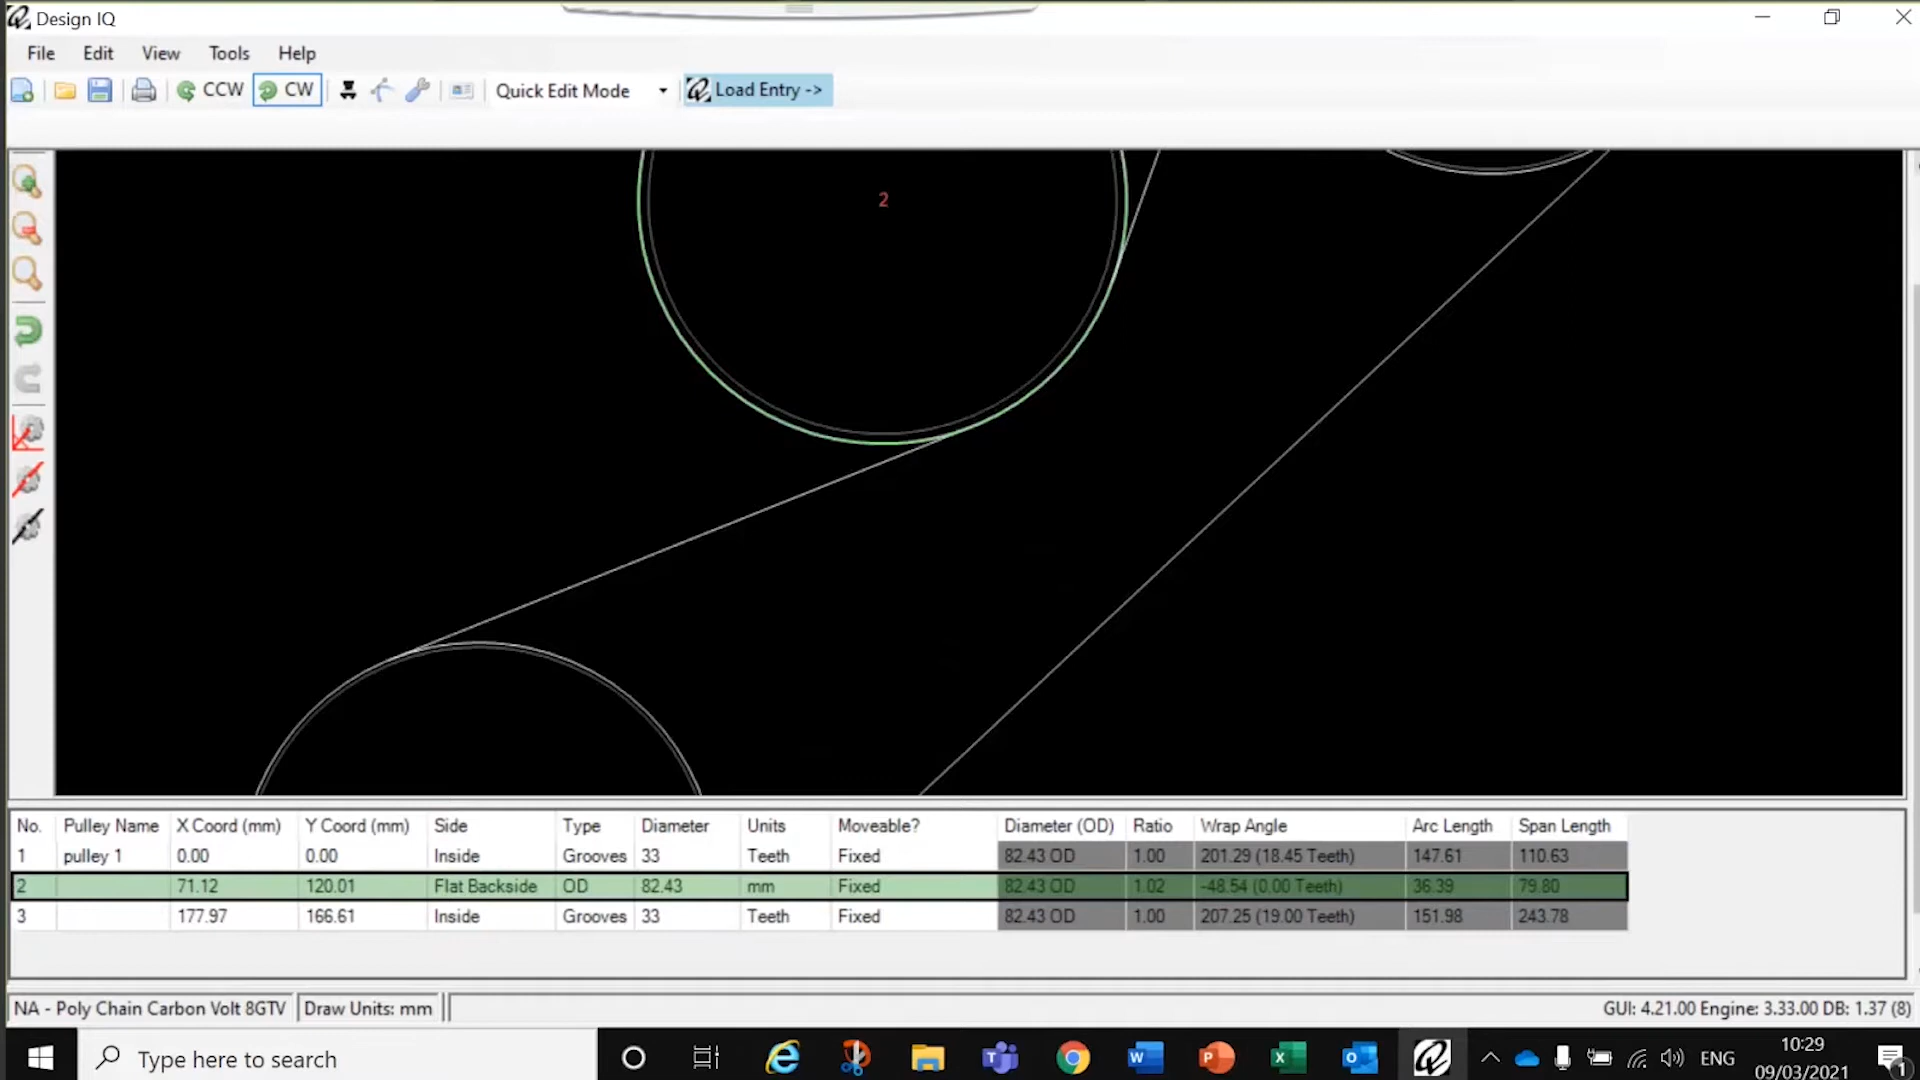 Design IQ
File Edit View Tools Help
CCW CW Quick Edit Mode Load Entry ->
2
No. Pulley Name X Coord (mm) Y Coord (mm) Side Type Diameter Units Moveable? Diameter (OD) Ratio Wrap Angle Arc Length Span Length
1 pulley 1 0.00 0.00 Inside Grooves 33 Teeth Fixed 82.43 OD 1.00 201.29 (18.45 Teeth) 147.61 110.63
2 71.12 120.01 Flat Backside OD 82.43 mm Fixed 82.43 OD 1.02 -48.54 (0.00 Teeth) 36.39 79.80
3 177.97 166.61 Inside Grooves 33 Teeth Fixed 82.43 OD 1.00 207.25 (19.00 Teeth) 151.98 243.78
NA - Poly Chain Carbon Volt 8GTV Draw Units: mm GUI: 4.21.00 Engine: 3.33.00 DB: 1.37 (8)
Type here to search ENG 10:29
09/03/2021 1